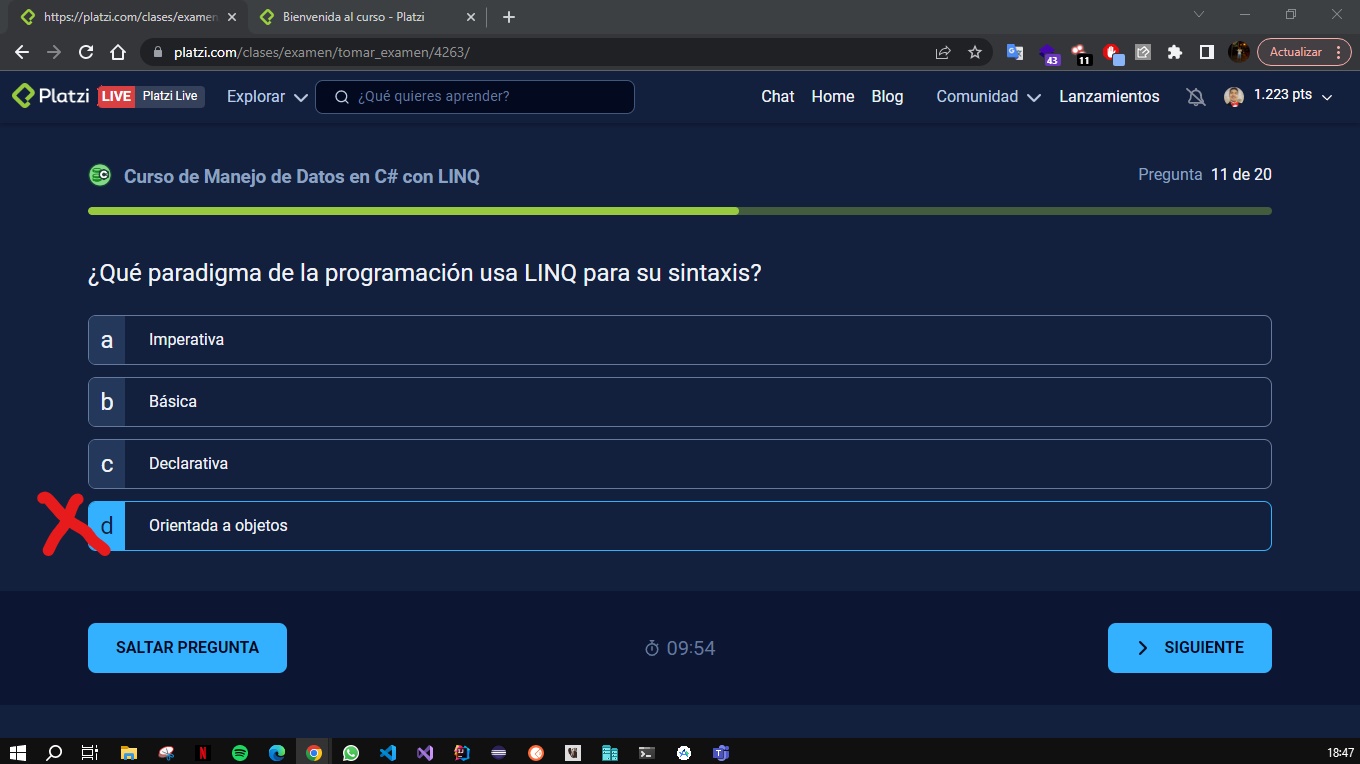 https://platzi.com/clases/examen
Bienvenida al curso - Platzi
platzi.com/clases/examen/tomar_examen/4263/
43
11
Actualizar
Platzi
LIVE Platzi Live
Explorar
¿Qué quieres aprender?
Chat Home Blog Comunidad Lanzamientos
1.223 pts
Curso de Manejo de Datos en C# con LINQ
Pregunta 11 de 20
¿Qué paradigma de la programación usa LINQ para su sintaxis?
a Imperativa
b Básica
c Declarativa
d Orientada a objetos
SALTAR PREGUNTA
09:54
SIGUIENTE
18:47